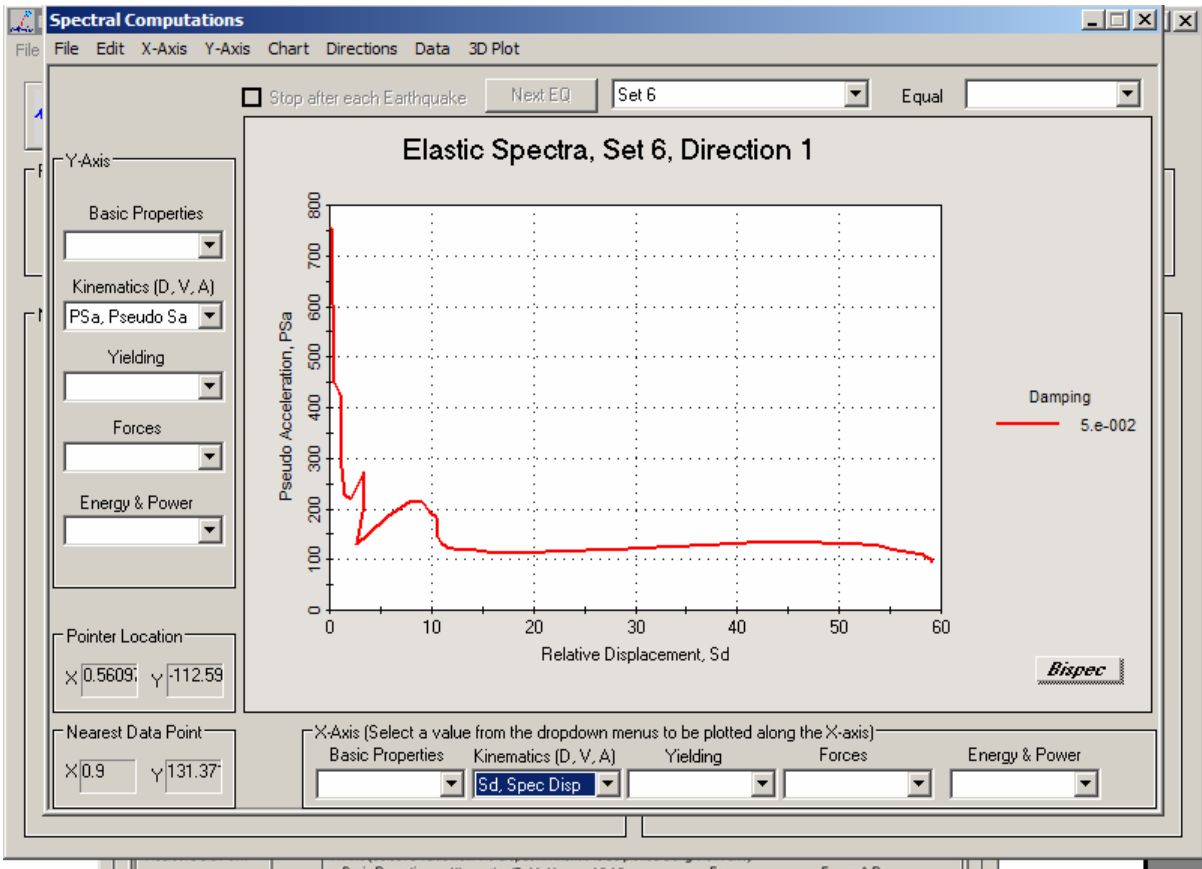 Spectral Computations
File Edit X-Axis Y-Axis Chart Directions Data 3D Plot
File
Stop after each Earthquake
Next EQ
Set 6
Equal
Y-Axis
Basic Properties
Kinematics (D, V, A)
PSa, Pseudo Sa
Yielding
Forces
Energy & Power
Pointer Location
X 0.5609
Y -112.59
Nearest Data Point
X 0.9
Y 131.37
Elastic Spectra, Set 6, Direction 1
Pseudo Acceleration, PSa
800
700
600
500
400
300
200
100
0
0 10 20 30 40 50 60
Relative Displacement, Sd
Damping
5.e-002
Bispec
X-Axis (Select a value from the dropdown menus to be plotted along the X-axis)
Basic Properties Kinematics (D, V, A) Yielding Forces Energy & Power
Sd, Spec Disp